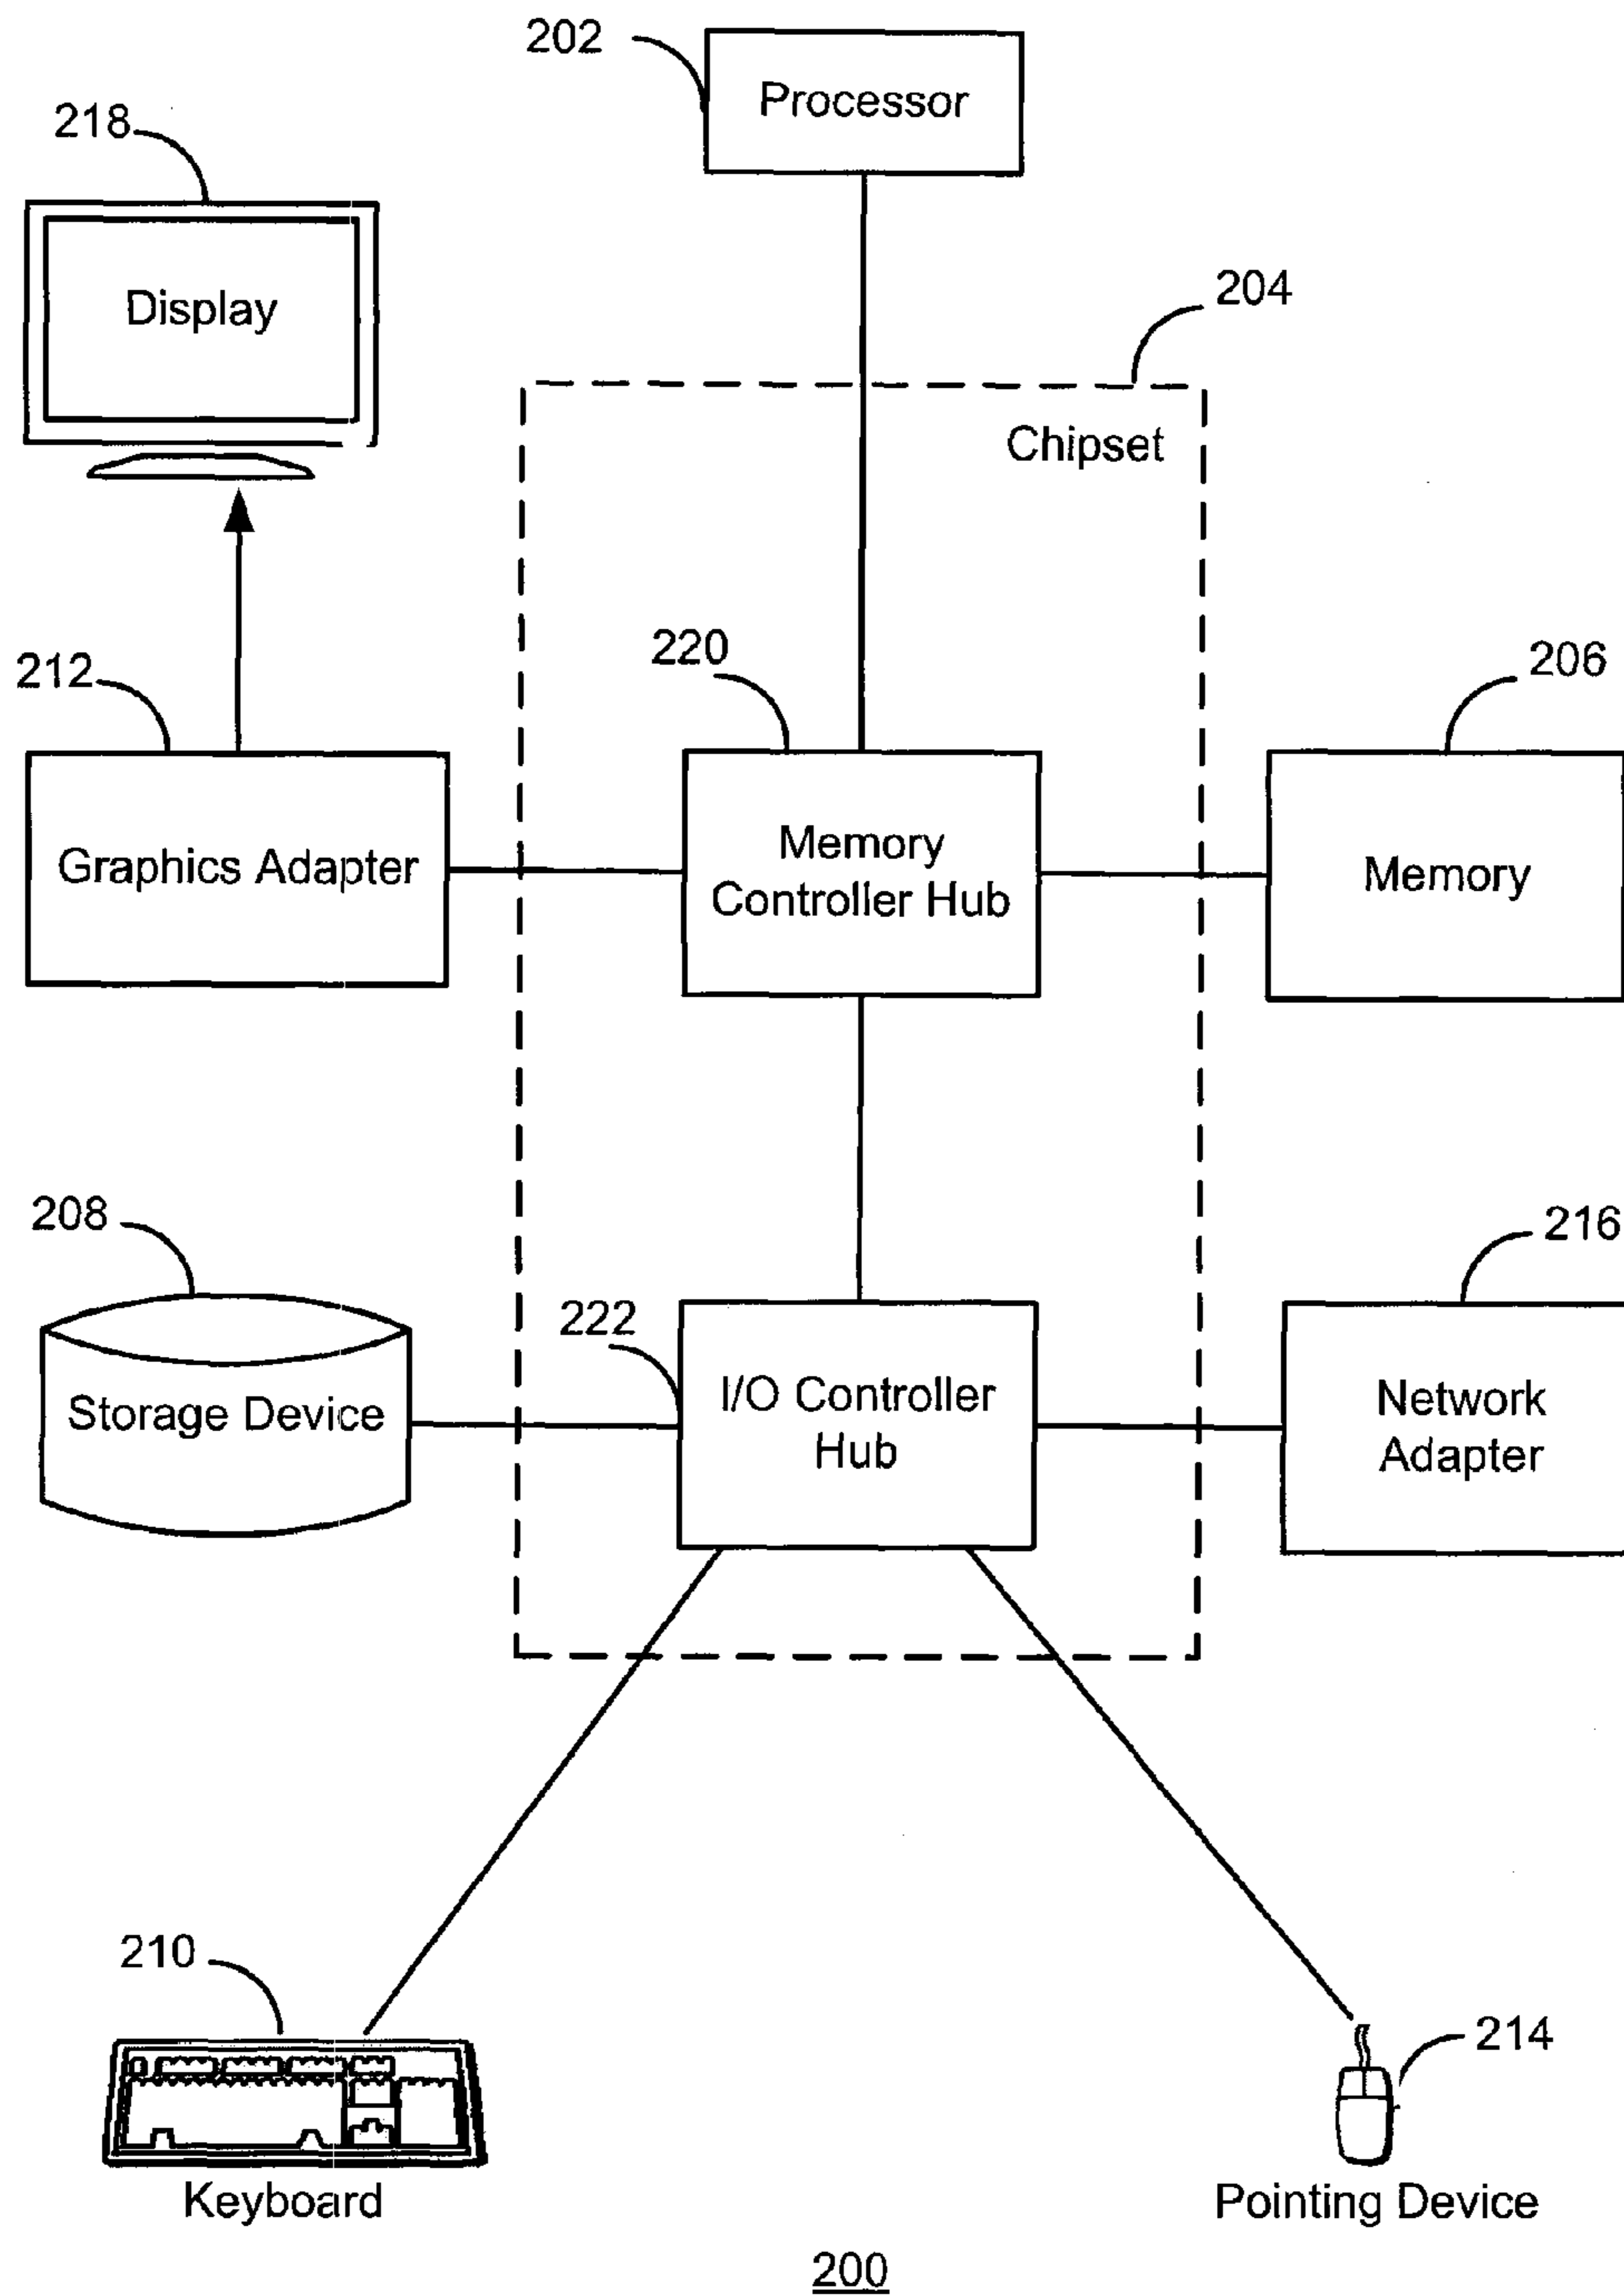 202
Processor
218
Display
204
Chipset
212
220
206
Graphics Adapter
Memory
Controller Hub
Memory
208
222
216
Storage Device
I/O Controller
Hub
Network
Adapter
210
214
Keyboard
Pointing Device
200